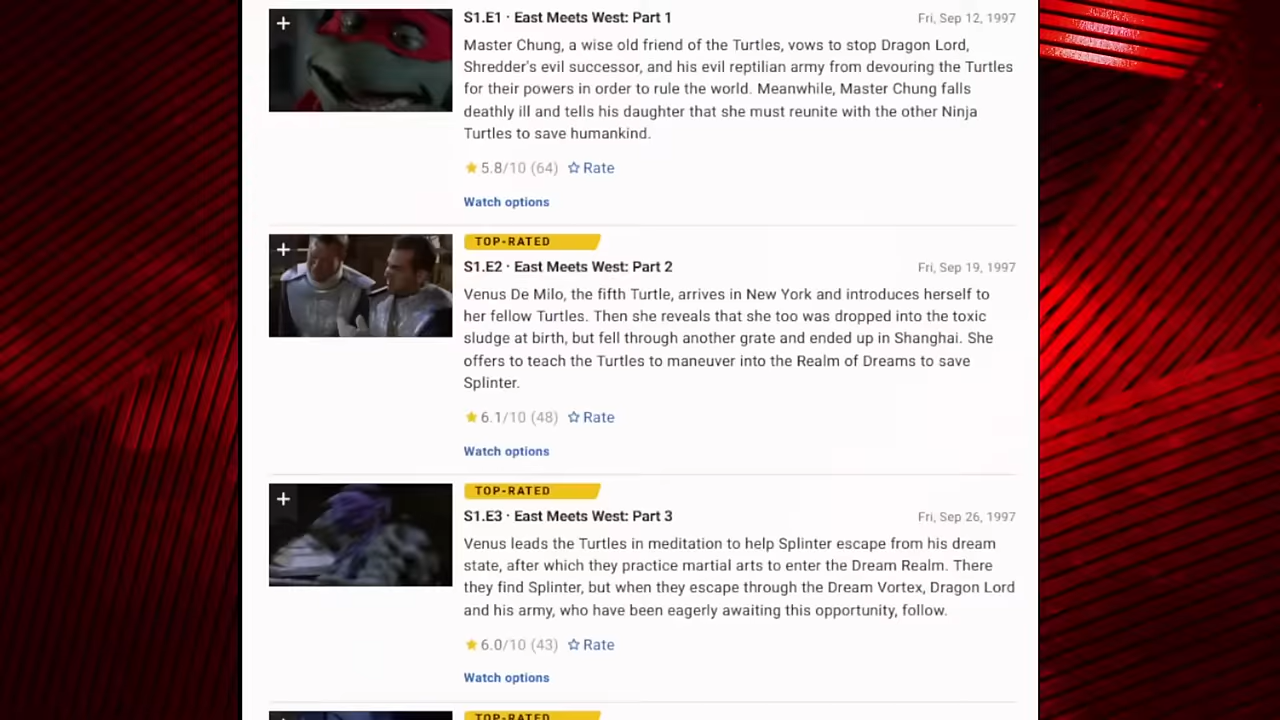 S1.E1 · East Meets West: Part 1
Fri, Sep 12, 1997
Master Chung, a wise old friend of the Turtles, vows to stop Dragon Lord,
Shredder's evil successor, and his evil reptilian army from devouring the Turtles
for their powers in order to rule the world. Meanwhile, Master Chung falls
deathly ill and tells his daughter that she must reunite with the other Ninja
Turtles to save humankind.
5.8/10 (64) Rate
Watch options
TOP-RATED
S1.E2 · East Meets West: Part 2
Fri, Sep 19, 1997
Venus De Milo, the fifth Turtle, arrives in New York and introduces herself to
her fellow Turtles. Then she reveals that she too was dropped into the toxic
sludge at birth, but fell through another grate and ended up in Shanghai. She
offers to teach the Turtles to maneuver into the Realm of Dreams to save
Splinter.
6.1/10 (48) Rate
Watch options
TOP-RATED
S1.E3 · East Meets West: Part 3
Fri, Sep 26, 1997
Venus leads the Turtles in meditation to help Splinter escape from his dream
state, after which they practice martial arts to enter the Dream Realm. There
they find Splinter, but when they escape through the Dream Vortex, Dragon Lord
and his army, who have been eagerly awaiting this opportunity, follow.
6.0/10 (43) Rate
Watch options
TOP-RATED